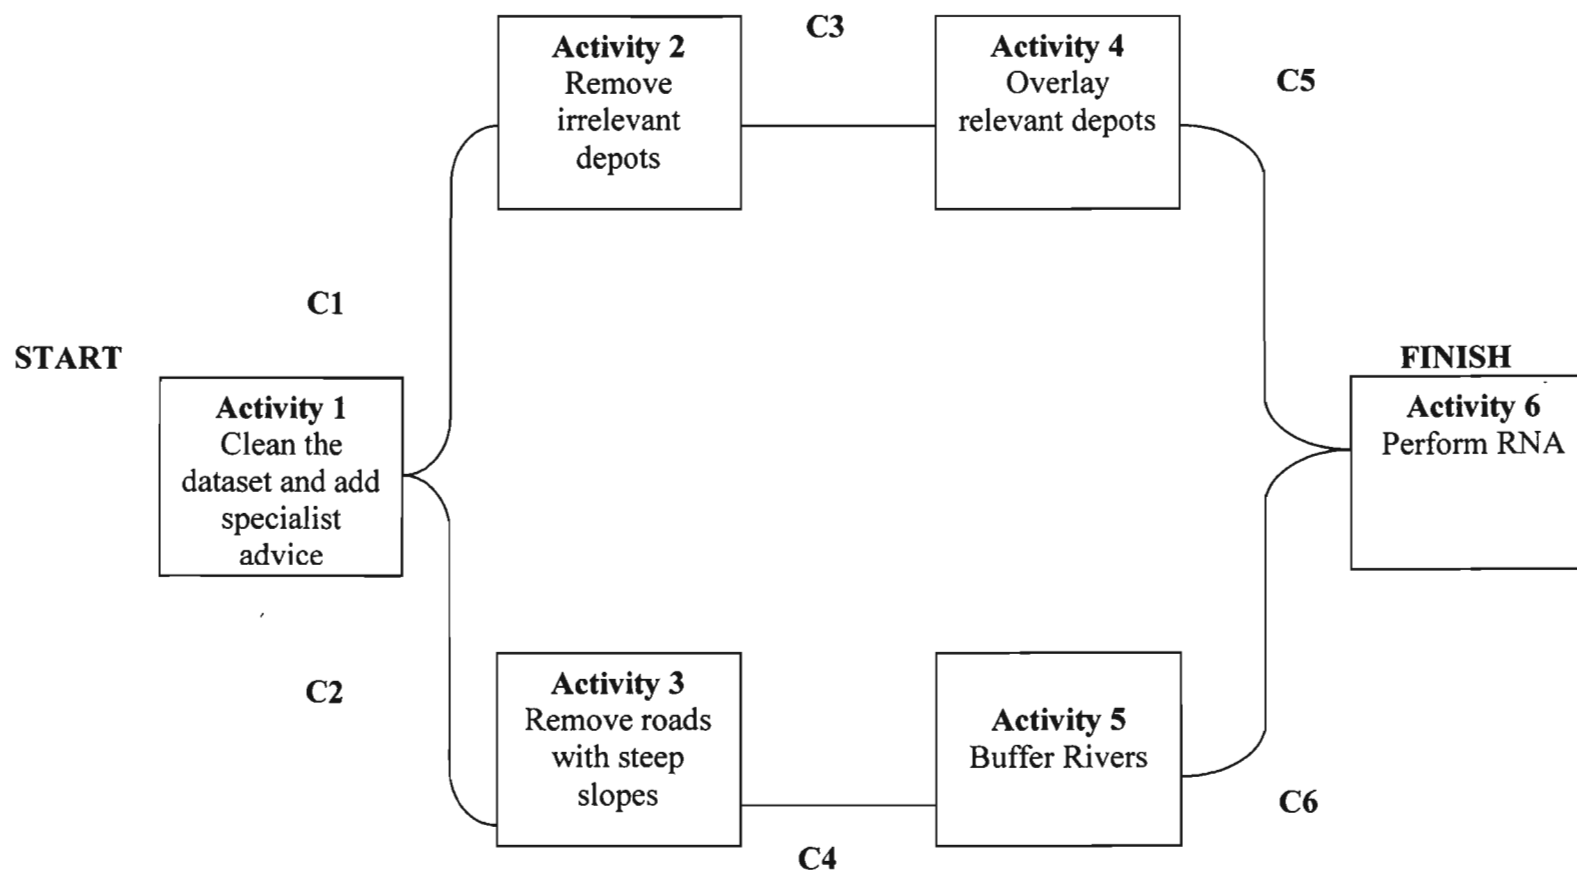 C3
Activity 2
Remove
irrelevant
depots
Activity 4
Overlay
relevant depots
C5
C1
START
FINISH
Activity 1
Clean the
dataset and add
specialist
advice
Activity 6
Perform RNA
C2
Activity 3
Remove roads
with steep
slopes
Activity 5
Buffer Rivers
C6
C4